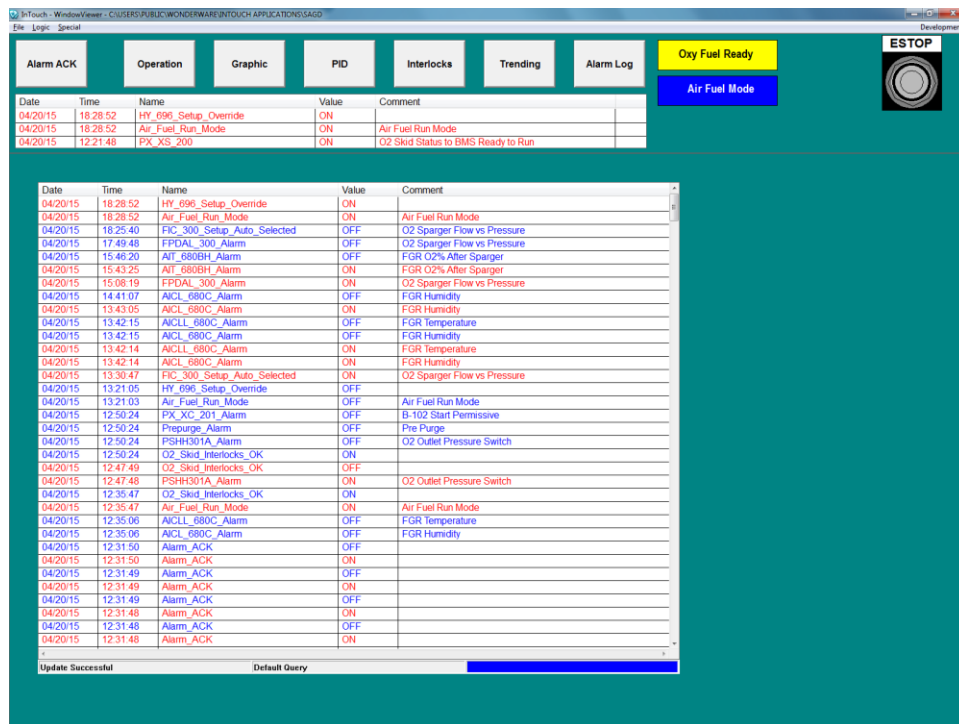 InTouch - WindowViewer - C:\USERS\PUBLIC\WONDERWARE\INTOUCH APPLICATIONS\SAGO
File Logic Special Developmen
Alarm ACK Operation Graphic PID Interlocks Trending Alarm Log Oxy Fuel Ready ESTOP
Air Fuel Mode
Date Time Name Value Comment
04/20/15 18:28:52 HY_696_Setup_Override ON
04/20/15 18:28:52 Air_Fuel_Run_Mode ON Air Fuel Run Mode
04/20/15 12:21:48 PX_XS_200 ON O2 Skid Status to BMS Ready to Run
Date Time Name Value Comment
04/20/15 18:28:52 HY_696_Setup_Override ON
04/20/15 18:28:52 Air_Fuel_Run_Mode ON Air Fuel Run Mode
04/20/15 18:25:40 FIC_300_Setup_Auto_Selected OFF O2 Sparger Flow vs Pressure
04/20/15 17:49:48 FPDAL_300_Alarm OFF O2 Sparger Flow vs Pressure
04/20/15 15:46:20 AIT_680BH_Alarm OFF FGR O2% After Sparger
04/20/15 15:43:25 AIT_680BH_Alarm ON FGR O2% After Sparger
04/20/15 15:08:19 FPDAL_300_Alarm ON O2 Sparger Flow vs Pressure
04/20/15 14:41:07 AICL_680C_Alarm OFF FGR Humidity
04/20/15 13:43:05 AICL_680C_Alarm ON FGR Humidity
04/20/15 13:42:15 AICLL_680C_Alarm OFF FGR Temperature
04/20/15 13:42:15 AICL_680C_Alarm OFF FGR Humidity
04/20/15 13:42:14 AICLL_680C_Alarm ON FGR Temperature
04/20/15 13:42:14 AICL_680C_Alarm ON FGR Humidity
04/20/15 13:30:47 FIC_300_Setup_Auto_Selected ON O2 Sparger Flow vs Pressure
04/20/15 13:21:05 HY_696_Setup_Override OFF
04/20/15 13:21:03 Air_Fuel_Run_Mode OFF Air Fuel Run Mode
04/20/15 12:50:24 PX_XC_201_Alarm OFF B-102 Start Permissive
04/20/15 12:50:24 Prepurge_Alarm OFF Pre Purge
04/20/15 12:50:24 PSHH301A_Alarm OFF O2 Outlet Pressure Switch
04/20/15 12:50:24 O2_Skid_Interlocks_OK ON
04/20/15 12:47:49 O2_Skid_Interlocks_OK OFF
04/20/15 12:47:48 PSHH301A_Alarm ON O2 Outlet Pressure Switch
04/20/15 12:35:47 O2_Skid_Interlocks_OK ON
04/20/15 12:35:47 Air_Fuel_Run_Mode ON Air Fuel Run Mode
04/20/15 12:35:06 AICLL_680C_Alarm OFF FGR Temperature
04/20/15 12:35:06 AICL_680C_Alarm OFF FGR Humidity
04/20/15 12:31:50 Alarm_ACK OFF
04/20/15 12:31:50 Alarm_ACK ON
04/20/15 12:31:49 Alarm_ACK OFF
04/20/15 12:31:49 Alarm_ACK ON
04/20/15 12:31:49 Alarm_ACK OFF
04/20/15 12:31:48 Alarm_ACK ON
04/20/15 12:31:48 Alarm_ACK OFF
04/20/15 12:31:48 Alarm_ACK ON
Update Successful Default Query